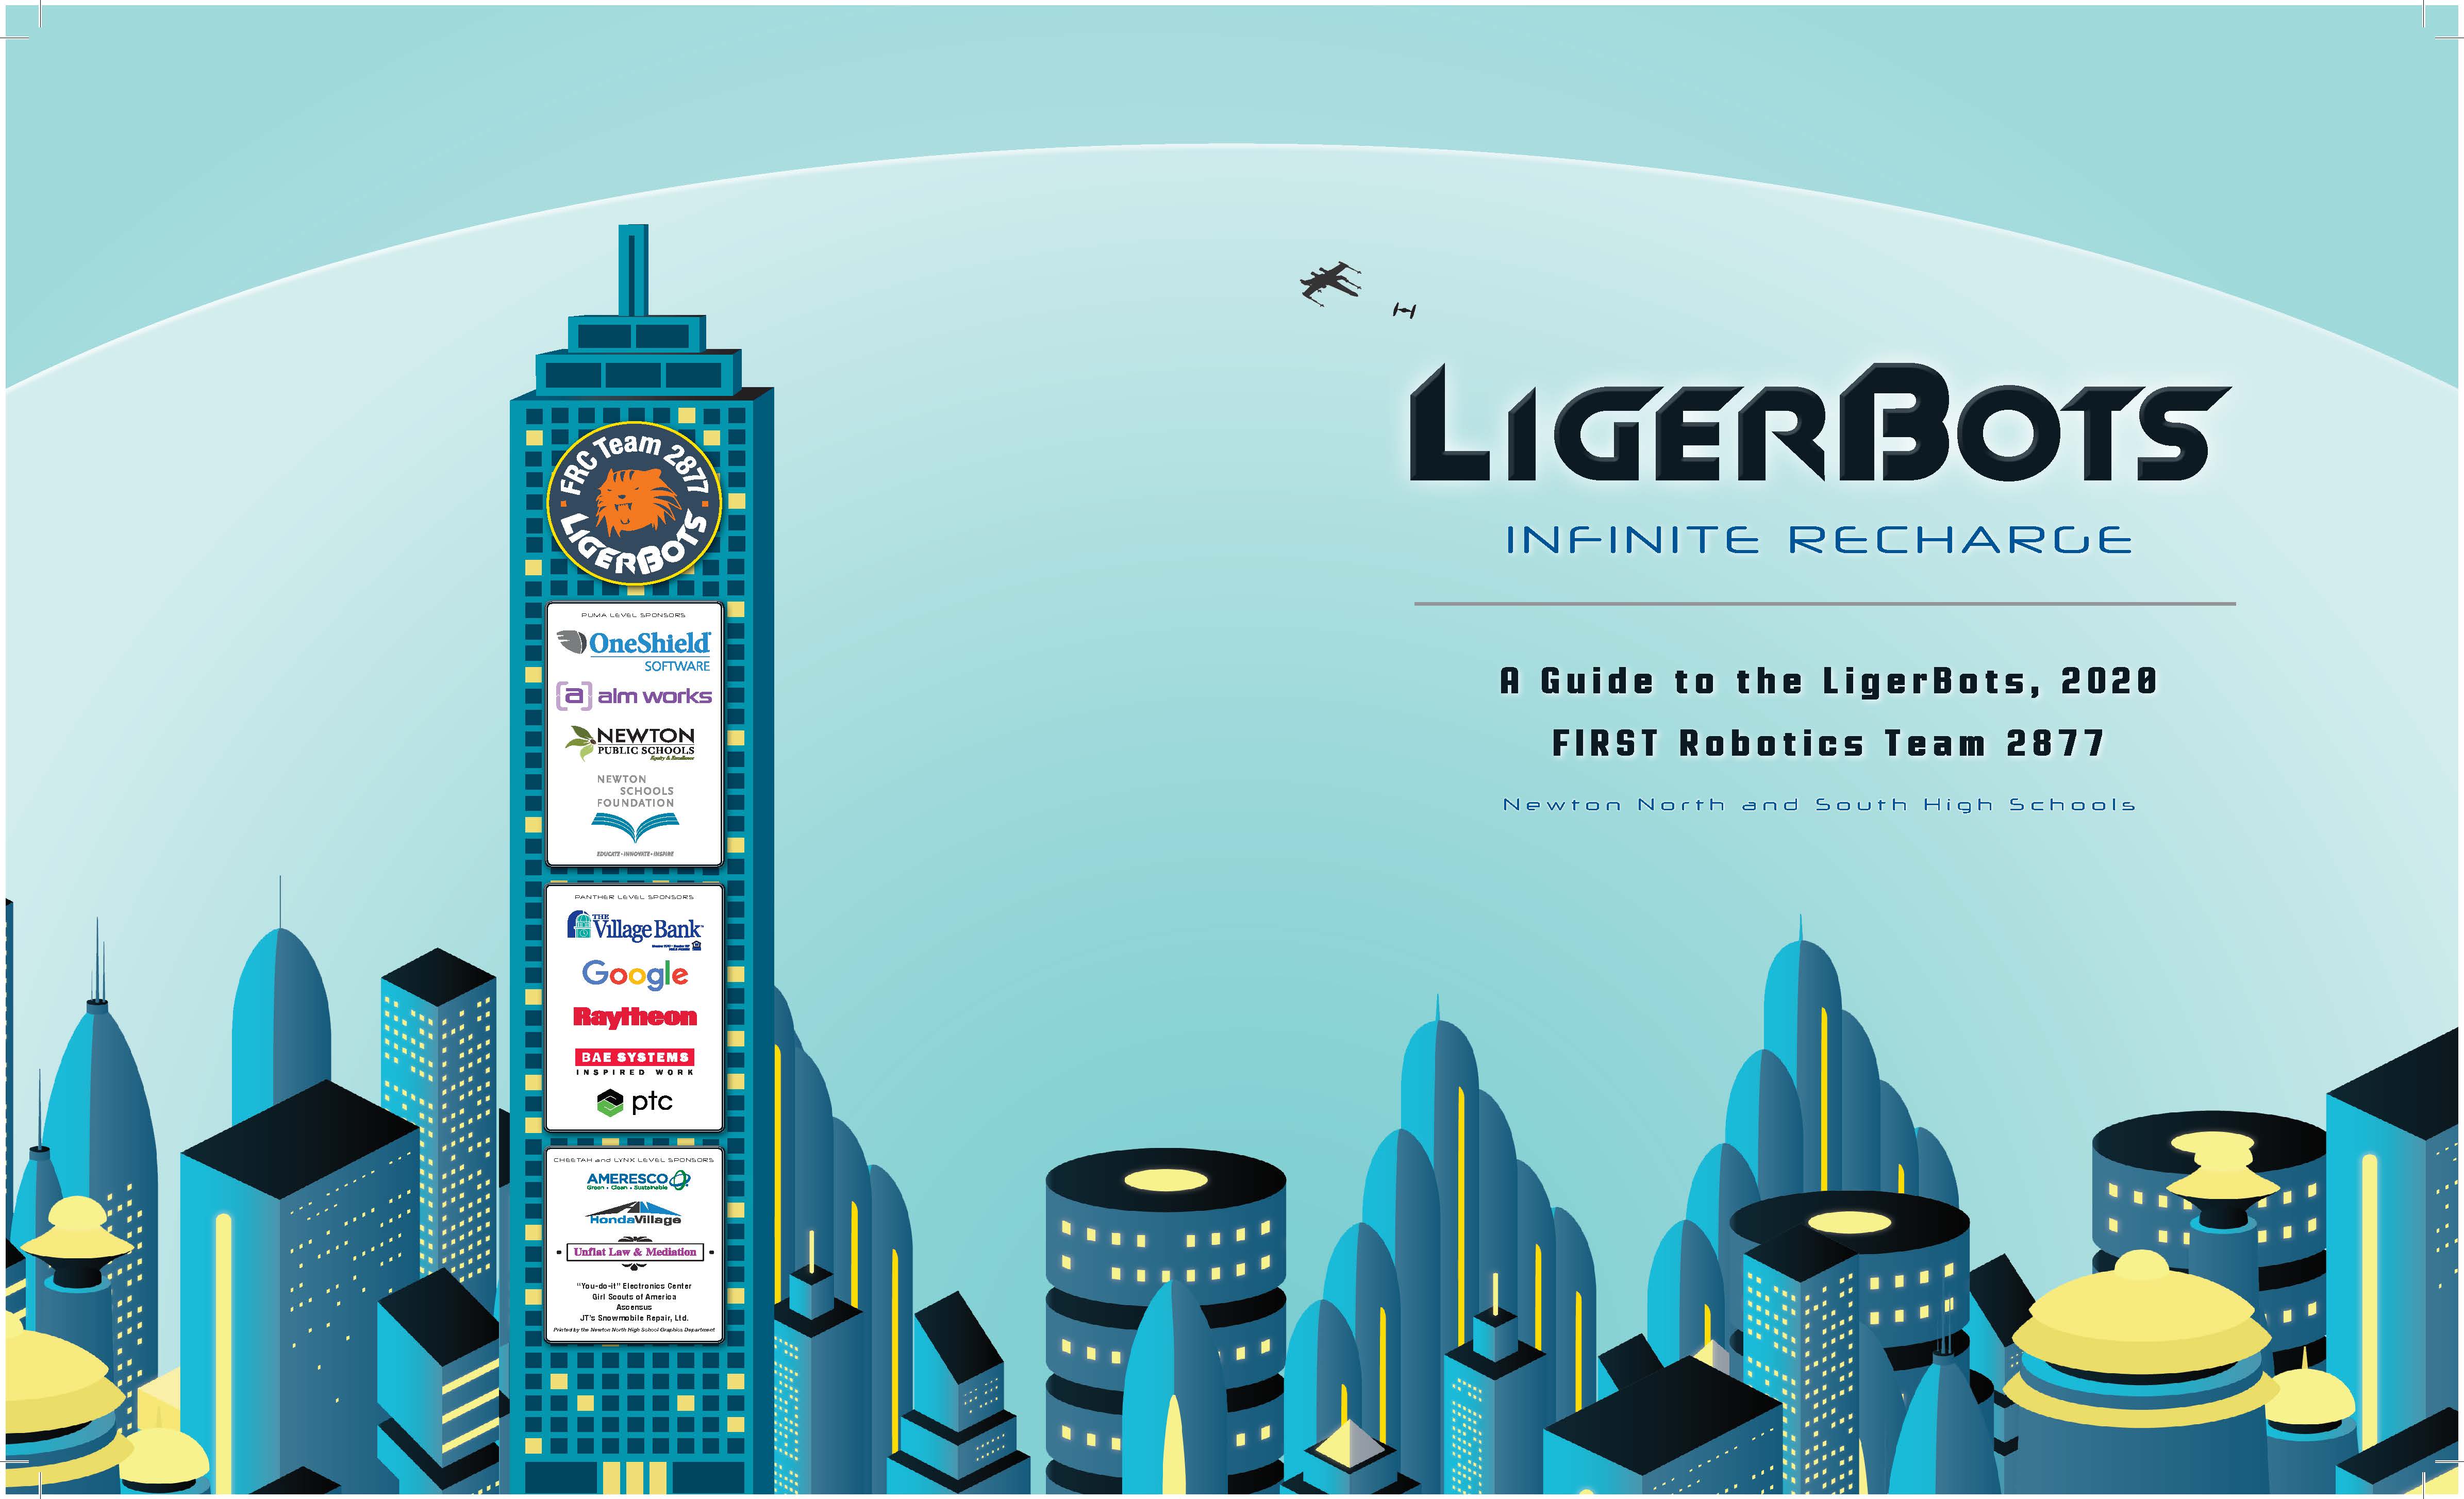 FRC Team 2877
LIGERBOTS
PUMA LEVEL SPONSORS
OneShield
SOFTWARE
[a] alm works
NEWTON
PUBLIC SCHOOLS
Equity & Excellence
NEWTON
SCHOOLS
FOUNDATION
EDUCATE • INNOVATE • INSPIRE
PANTHER LEVEL SPONSORS
THE
Village Bank
Google
Raytheon
BAE SYSTEMS
INSPIRED WORK
ptc
CHEETAH and LYNX LEVEL SPONSORS
AMERESCO
Green • Clean • Sustainable
HondaVillage
Unflat Law & Mediation
"You-do-it" Electronics Center
Girl Scouts of America
Ascensus
JT's Snowmobile Repair, Ltd.
Printed by the Newton North High School Graphics Department
LIGERBOTS
INFINITE RECHARGE
A Guide to the LigerBots, 2020
FIRST Robotics Team 2877
Newton North and South High Schools